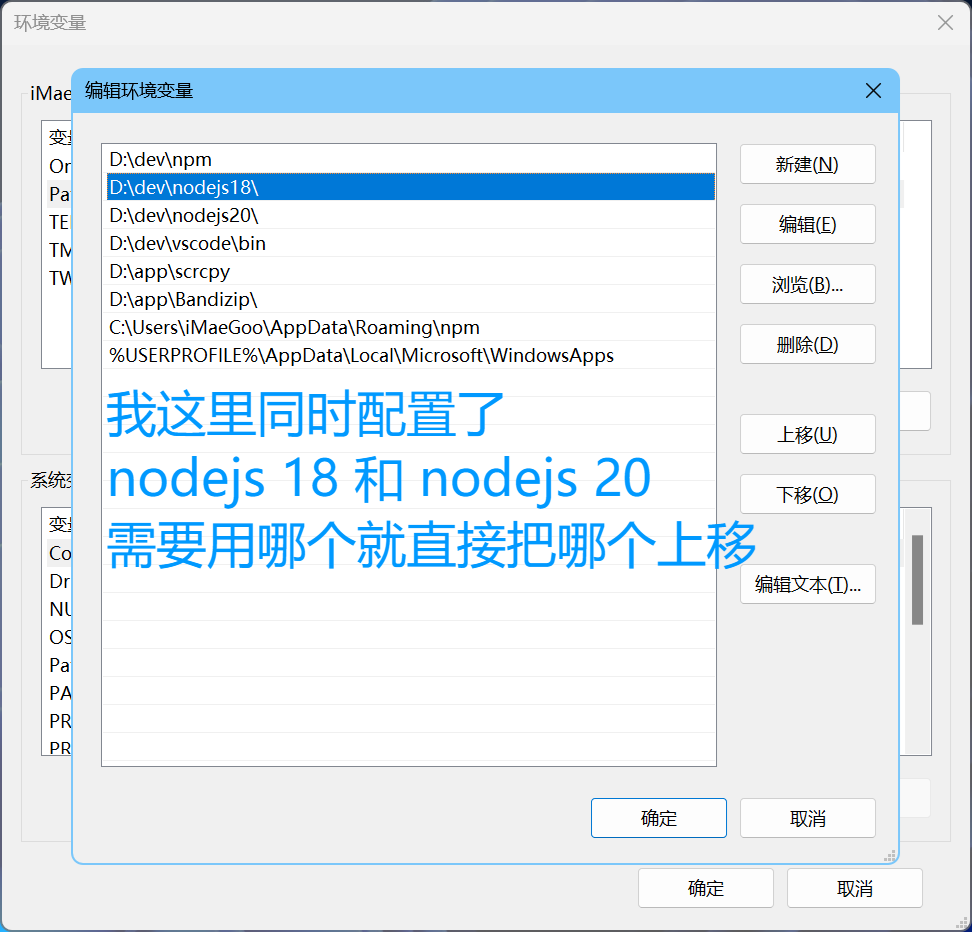 环境变量
编辑环境变量
iMae
变量
On
Pa
TE
TM
TW
D:\dev\npm
D:\dev\nodejs18\
D:\dev\nodejs20\
D:\dev\vscode\bin
D:\app\scrcpy
D:\app\Bandizip\
C:\Users\iMaeGoo\AppData\Roaming\npm
%USERPROFILE%\AppData\Local\Microsoft\WindowsApps
我这里同时配置了
nodejs 18 和 nodejs 20
需要用哪个就直接把哪个上移
新建(N)
编辑(E)
浏览(B)...
删除(D)
上移(U)
下移(O)
编辑文本(T)...
系统变
变量
Co
Dr
NU
OS
Pa
PA
PR
PR
确定
取消
确定
取消